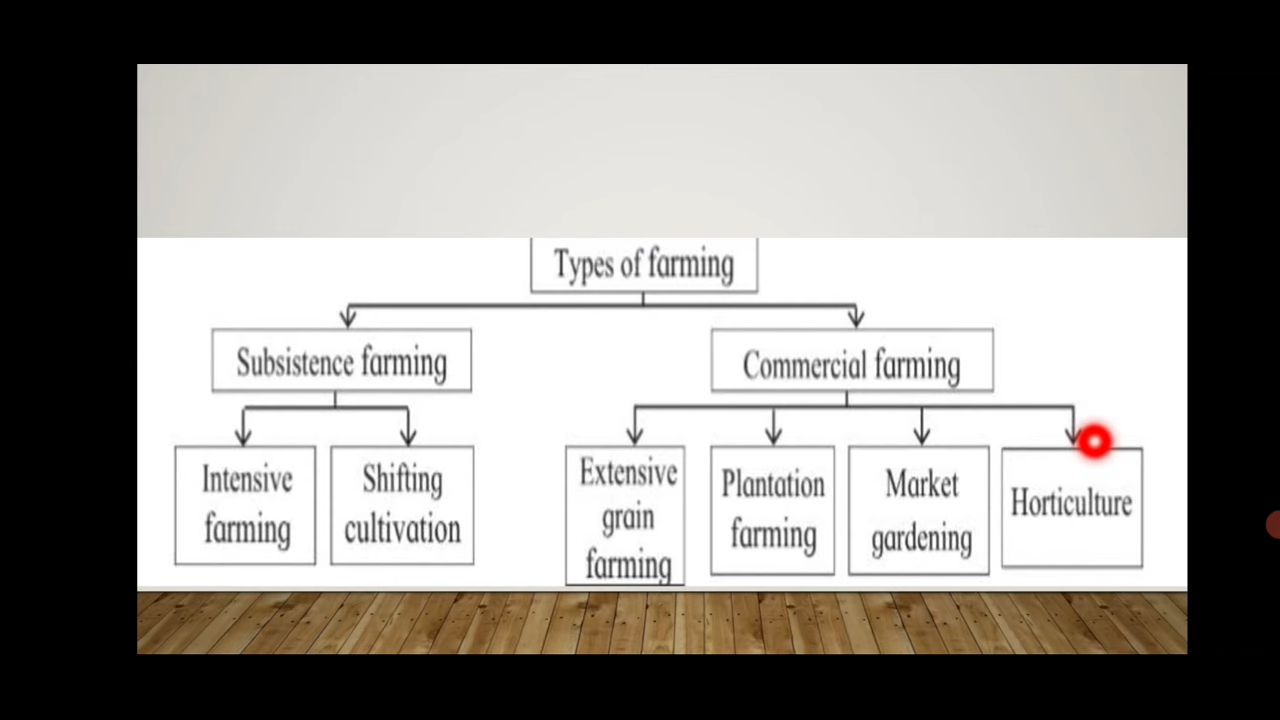 Types of farming
Subsistence farming
Commercial farming
Intensive
farming
Shifting
cultivation
Extensive
grain
farming
Plantation
farming
Market
gardening
Horticulture